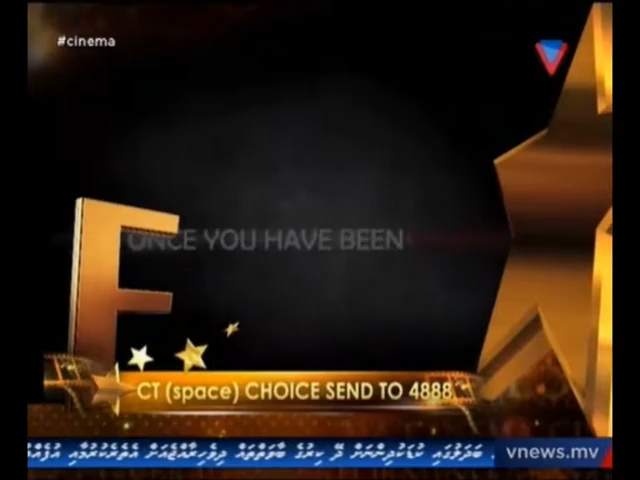 #cinema
ONCE YOU HAVE BEEN
F
CT (space) CHOICE SEND TO 4888
ބަދަލުގައި ކުޑަކުދިންނަށް ދޭ ކިރުގެ ބާވަތްތައް ދިވެހިރާއްޖެއަށް އެތެރެކުރުމާއި
vnews.mv